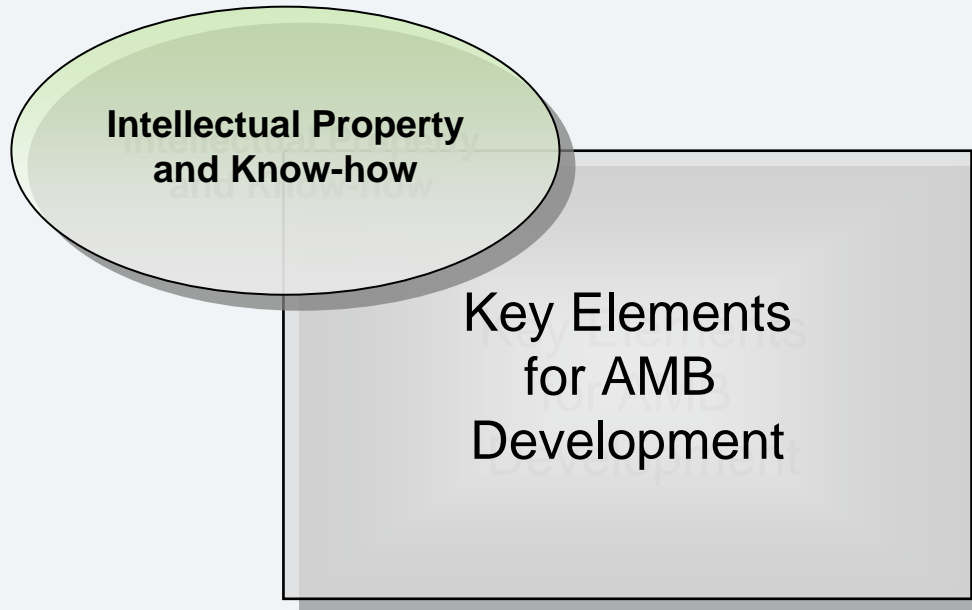 Intellectual Property
and Know-how
Key Elements
for AMB
Development